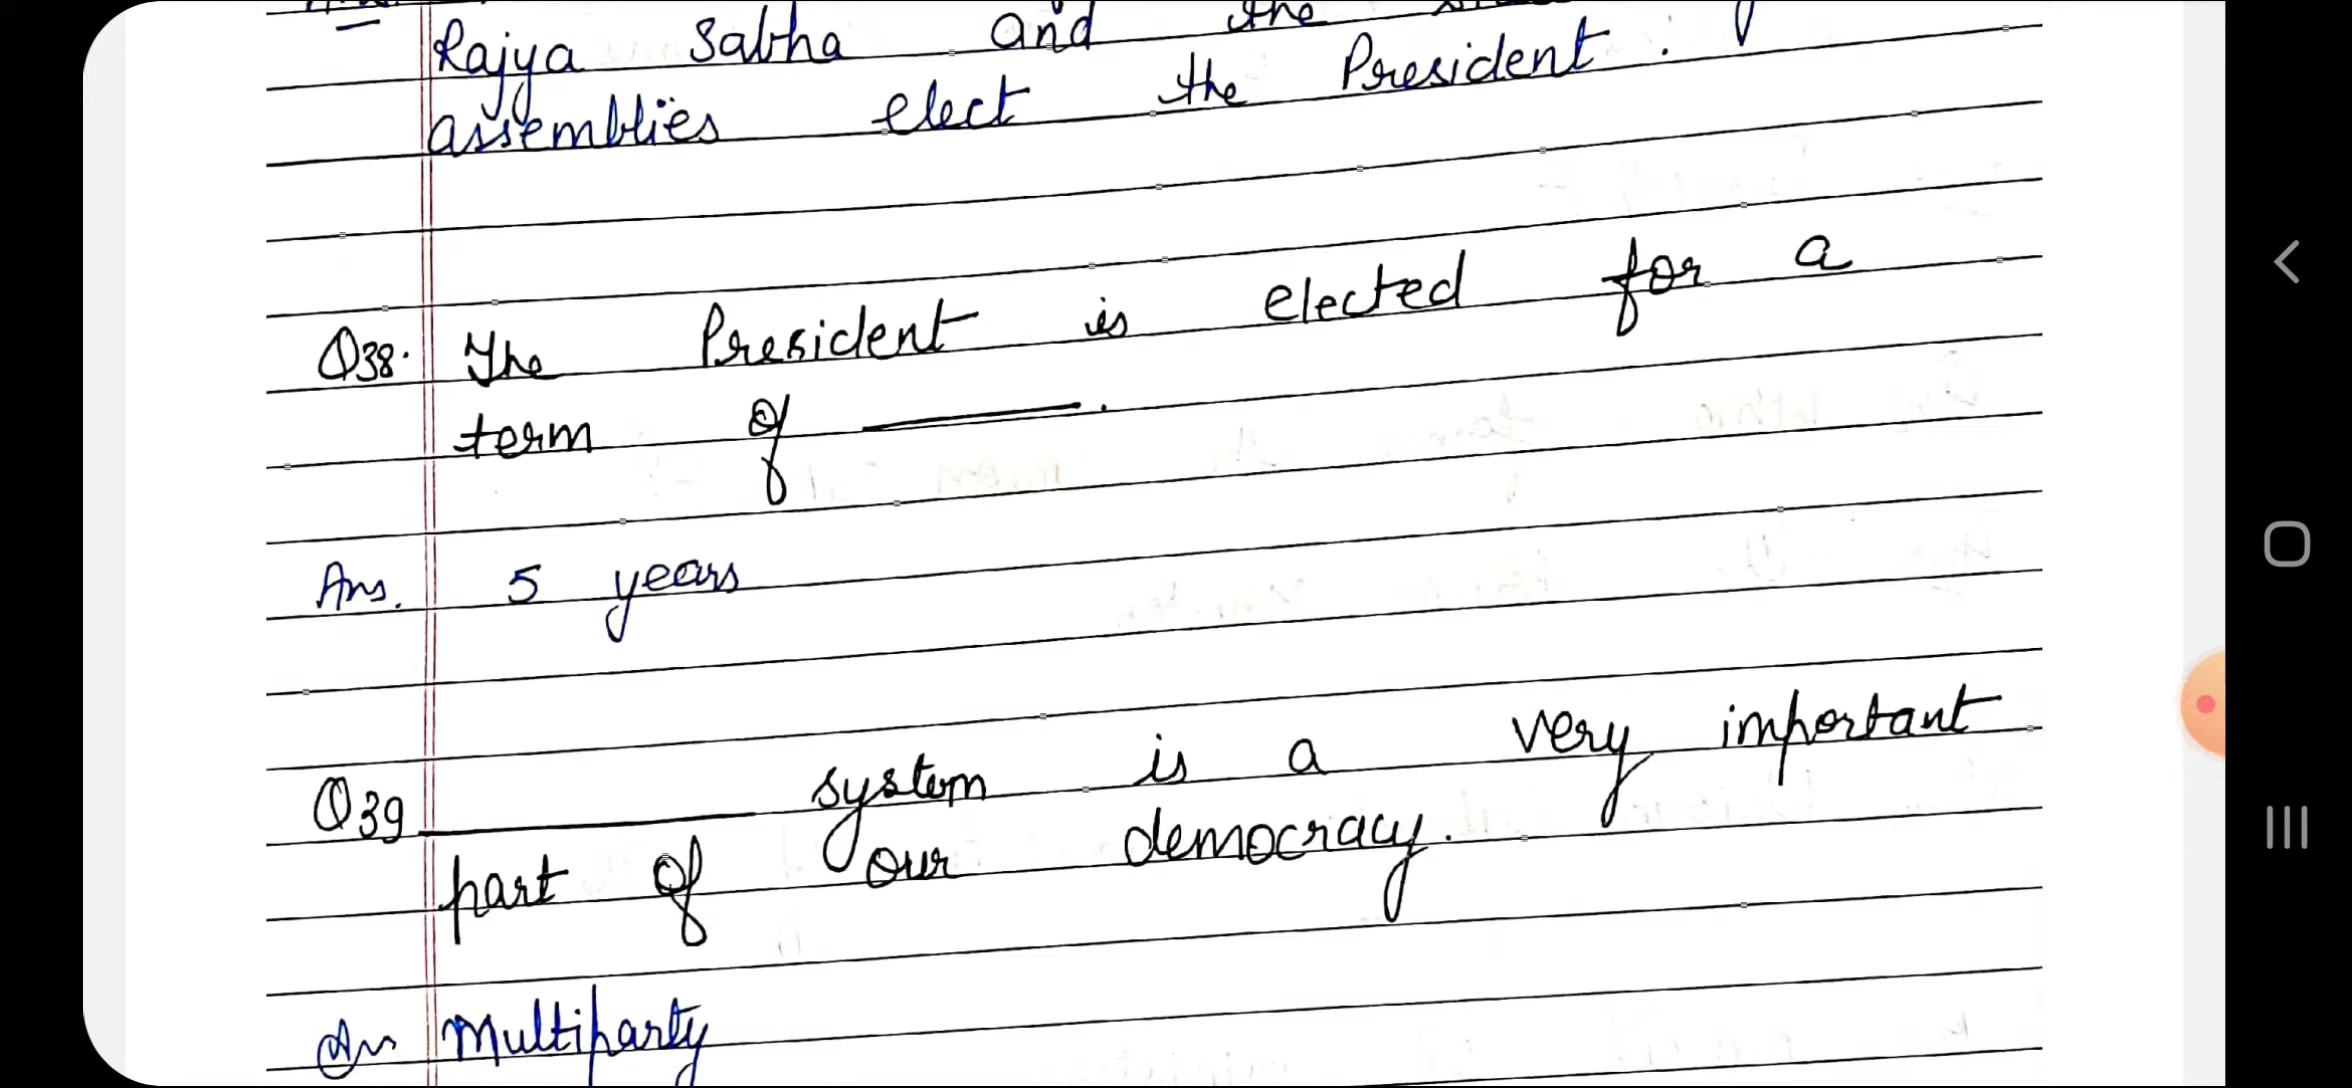 Rajya Sabha and the
assemblies elect the President.
Q38. The President is elected for a
term of ______.
Ans. 5 years
Q39 ______ system is a very important
part of our democracy.
Ans Multiparty